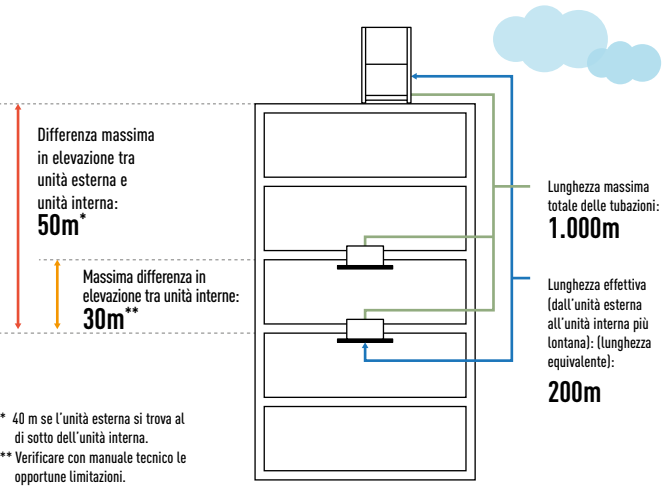 Differenza massima
in elevazione tra
unità esterna e
unità interna:
50m*
Massima differenza in
elevazione tra unità interne:
30m**
Lunghezza massima
totale delle tubazioni:
1.000m
Lunghezza effettiva
(dall'unità esterna
all'unità interna più
lontana): (lunghezza
equivalente):
200m
* 40 m se l'unità esterna si trova al
di sotto dell'unità interna.
** Verificare con manuale tecnico le
opportune limitazioni.